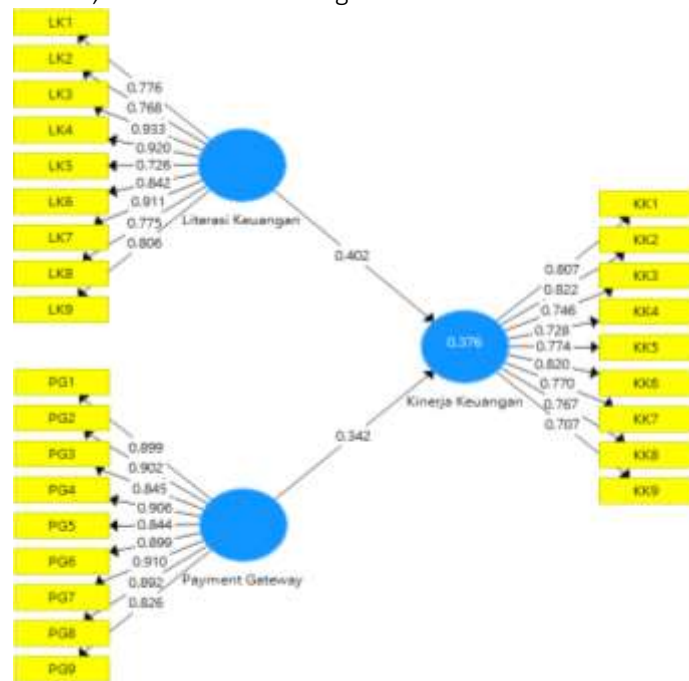 LK1
LK2
LK3
LK4
LK5
LK6
LK7
LK8
LK9
0.776
0.768
0.933
0.920
0.726
0.842
0.911
0.775
0.806
Literasi Keuangan
0.402
PG1
PG2
PG3
PG4
PG5
PG6
PG7
PG8
PG9
0.899
0.902
0.845
0.906
0.844
0.899
0.910
0.892
0.826
Payment Gateway
0.342
0.376
Kinerja Keuangan
0.807
0.822
0.746
0.728
0.774
0.820
0.770
0.767
0.707
KK1
KK2
KK3
KK4
KK5
KK6
KK7
KK8
KK9